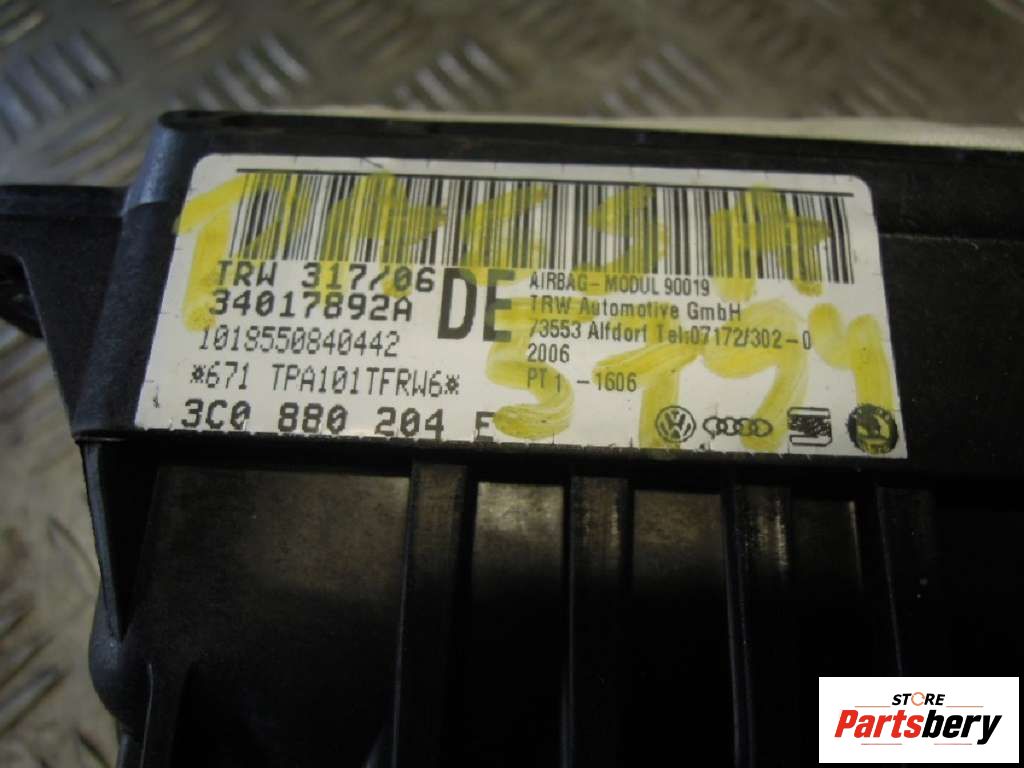 PASSA
TRW 317/06
34017892A
1018550840442
*671 TPA101TFRW6*
3C0 880 204 E
DE
AIRBAG-MODUL 90019
TRW Automotive GmbH
73553 Alfdorf Tel:07172/302-0
2006
PT1 -1606
STORE
Partsbery